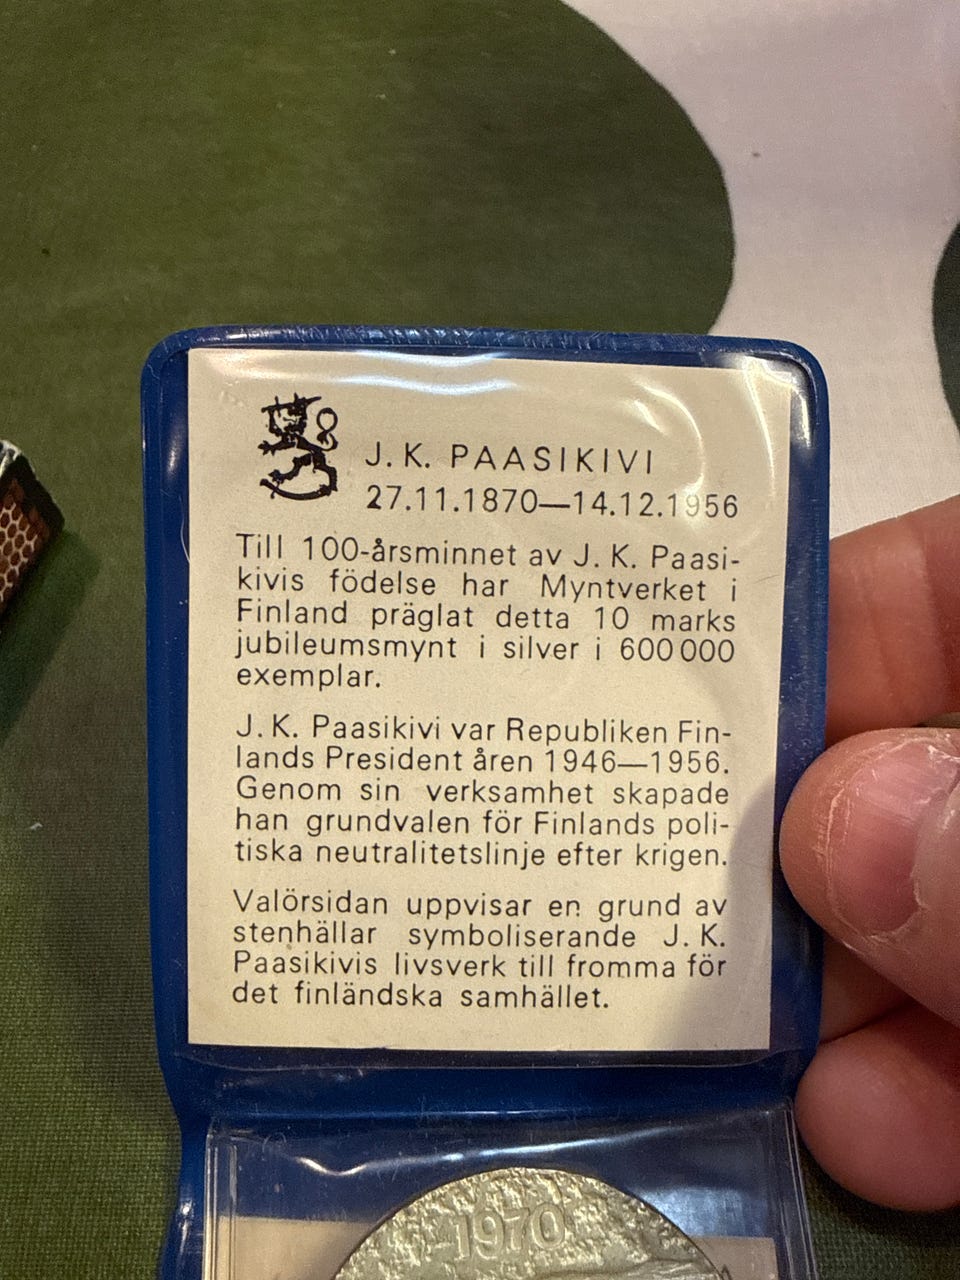 J. K. PAASIKIVI
27.11.1870—14.12.1956
Till 100-årsminnet av J. K. Paasi-
kivis födelse har Myntverket i
Finland präglat detta 10 marks
jubileumsmynt i silver i 600 000
exemplar.
J. K. Paasikivi var Republiken Fin-
lands President åren 1946—1956.
Genom sin verksamhet skapade
han grundvalen för Finlands poli-
tiska neutralitetslinje efter krigen.
Valörsidan uppvisar en grund av
stenhällar symboliserande J. K.
Paasikivis livsverk till fromma för
det finländska samhället.
1970